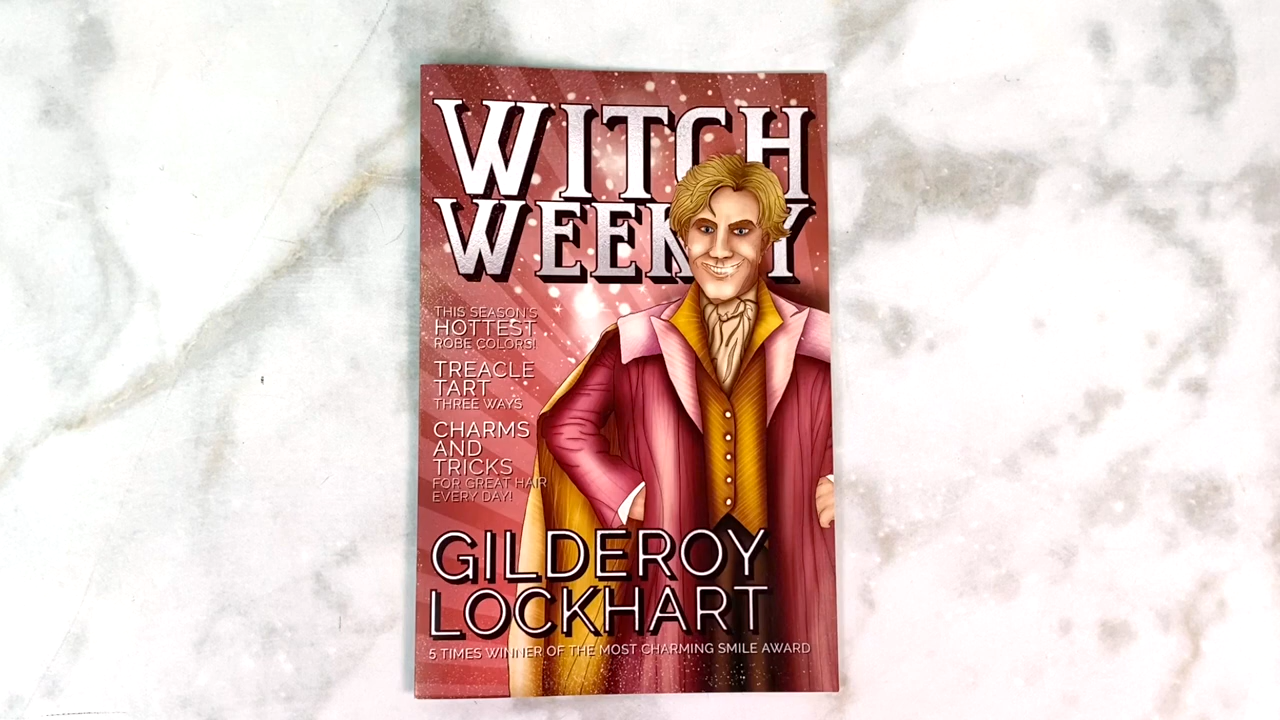 WITCH
WEEKLY
THIS SEASON'S
HOTTEST
ROBE COLORS!
TREACLE
TART
THREE WAYS
CHARMS
AND
TRICKS
FOR GREAT HAIR
EVERY DAY!
GILDEROY
LOCKHART
5 TIMES WINNER OF THE MOST CHARMING SMILE AWARD